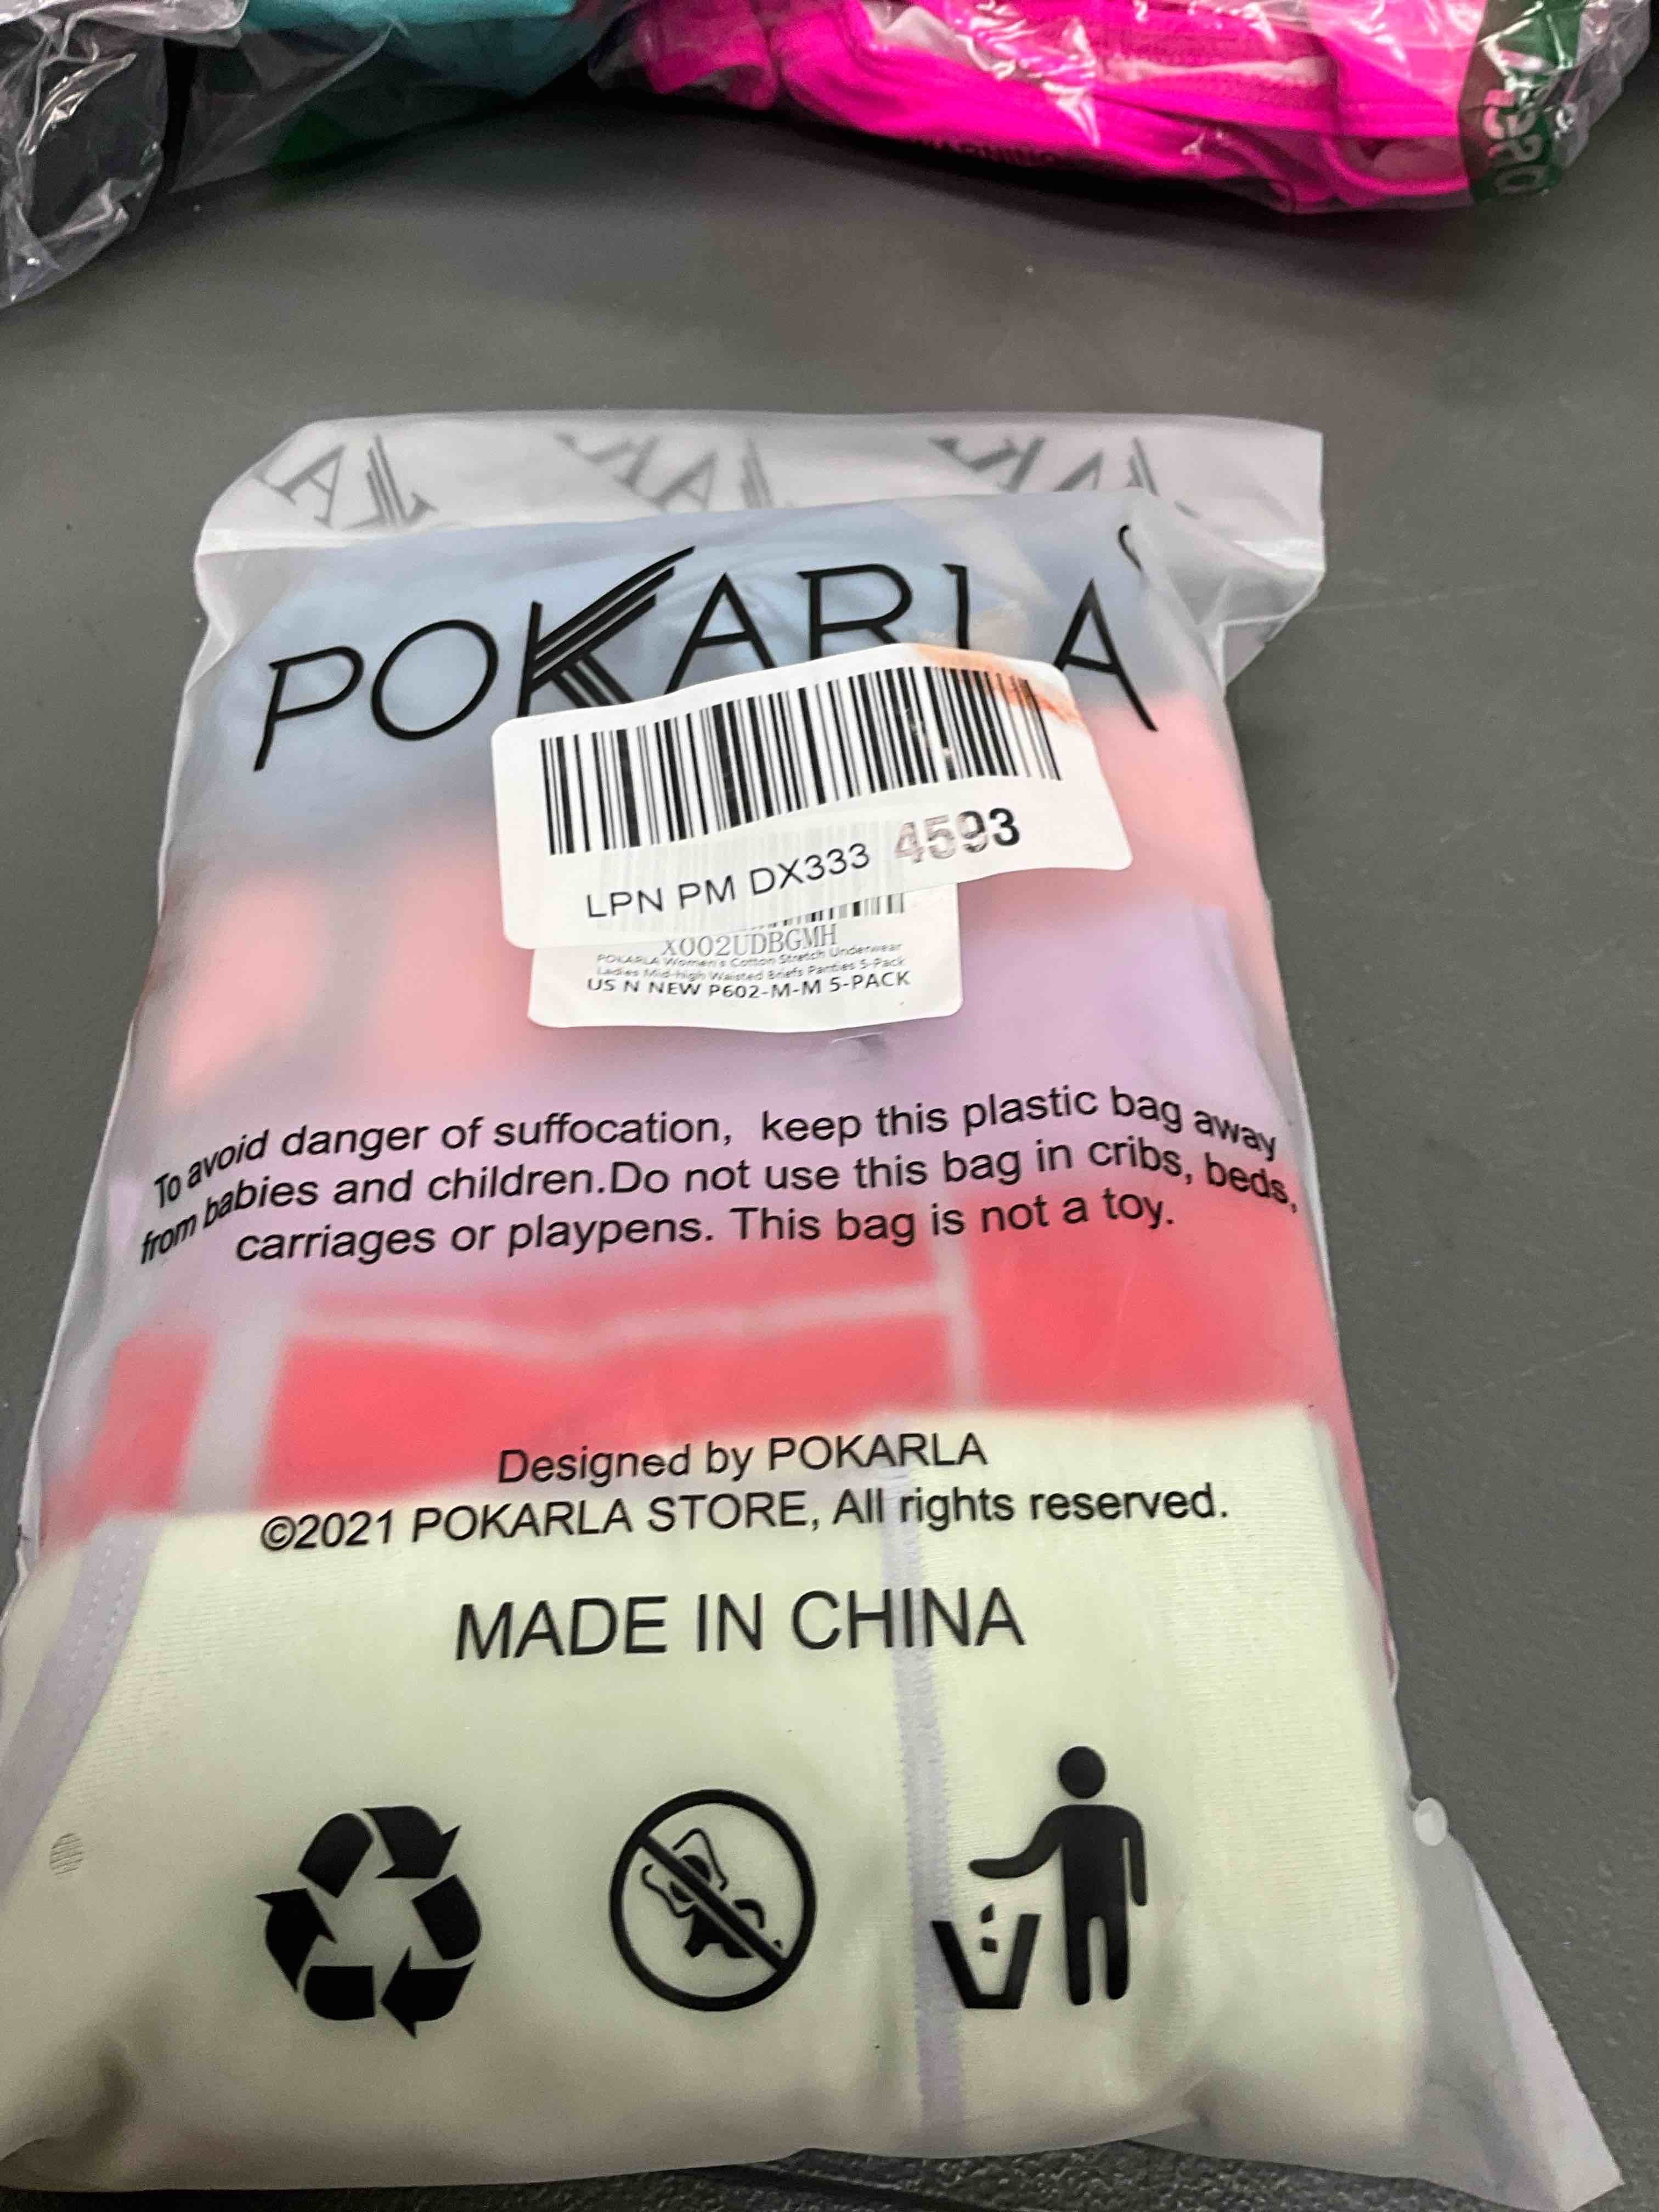 POKARLA
LPN PM DX333 4593
X002UDBGMH
POKARLA Women's Cotton Stretch Underwear
Ladies Mid-high Waisted Briefs Panties 5-Pack
US N NEW P602-M-M 5-PACK
To avoid danger of suffocation, keep this plastic bag away
from babies and children.Do not use this bag in cribs, beds,
carriages or playpens. This bag is not a toy.
Designed by POKARLA
©2021 POKARLA STORE, All rights reserved.
MADE IN CHINA